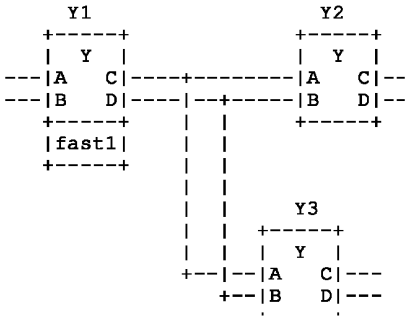 Y1 Y2
+-----+ +-----+
| Y | | Y |
---|A C|----+--------|A C|--
---|B D|----|--+-----|B D|--
+-----+ | | +-----+
|fast1| | |
+-----+ | |
| |
| | Y3
| | +-----+
| | | Y |
+--|--|A C|---
+--|B D|---